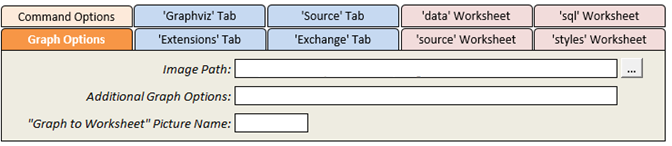 Command Options 'Graphviz' Tab 'Source' Tab 'data' Worksheet 'sql' Worksheet
Graph Options 'Extensions' Tab 'Exchange' Tab 'source' Worksheet 'styles' Worksheet
Image Path: ...
Additional Graph Options:
"Graph to Worksheet" Picture Name: